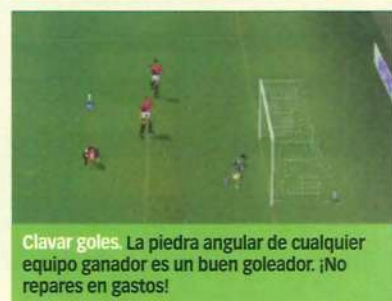 Clavar goles. La piedra angular de cualquier
equipo ganador es un buen goleador. ¡No
repares en gastos!